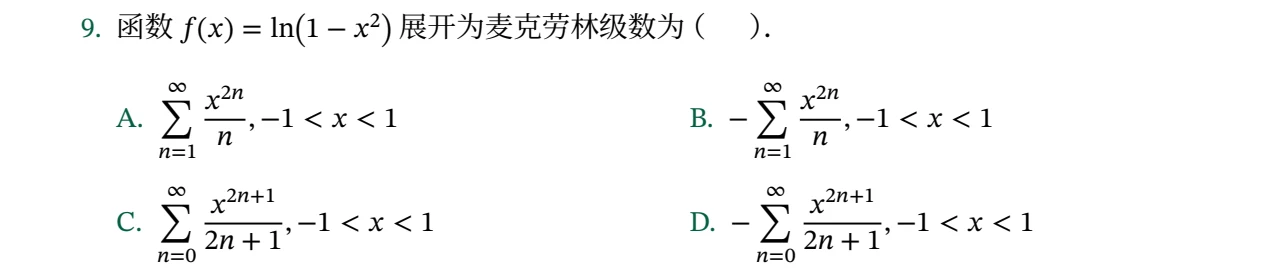 9. 函数 f(x) = ln(1 − x²) 展开为麦克劳林级数为 (   ).
A. ∑_{n=1}^{∞} x^{2n}/n, −1 < x < 1   B. −∑_{n=1}^{∞} x^{2n}/n, −1 < x < 1
C. ∑_{n=0}^{∞} x^{2n+1}/(2n + 1), −1 < x < 1   D. −∑_{n=0}^{∞} x^{2n+1}/(2n + 1), −1 < x < 1